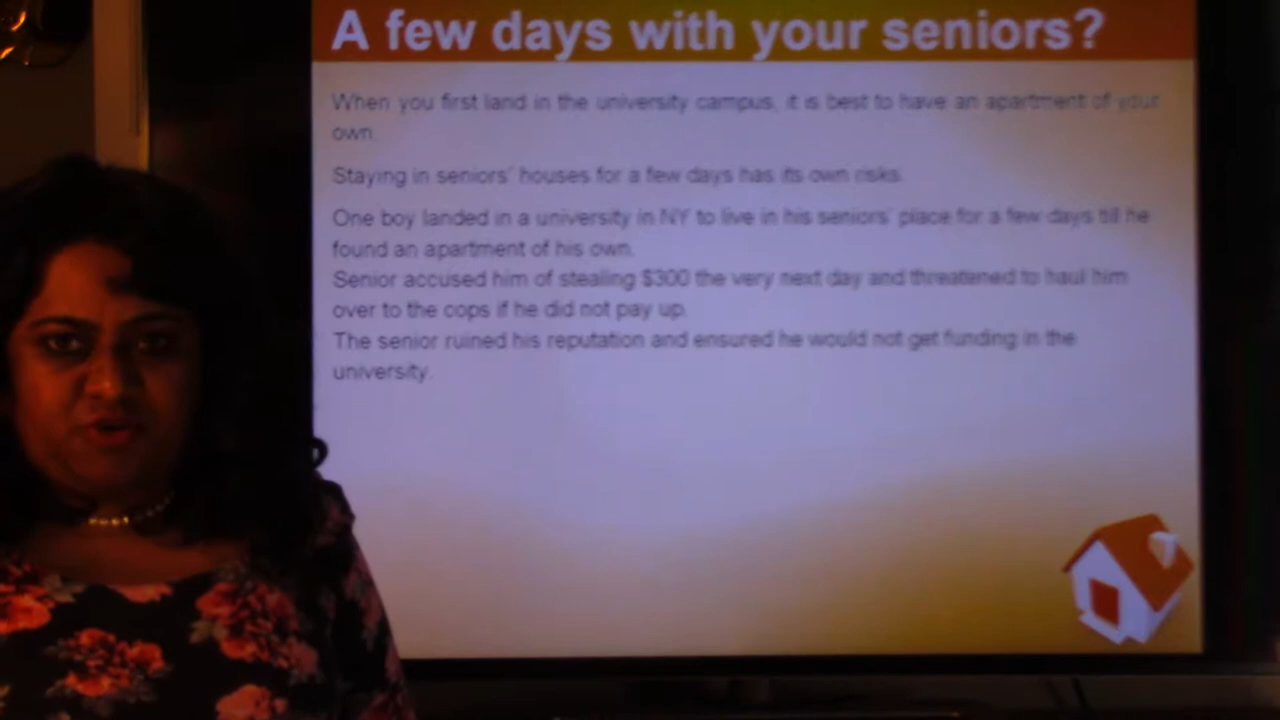 A few days with your seniors?
When you first land in the university campus, it is best to have an apartment of your
own.
Staying in seniors' houses for a few days has its own risks.
One boy landed in a university in NY to live in his seniors' place for a few days till he
found an apartment of his own.
Senior accused him of stealing $300 the very next day and threatened to haul him
over to the cops if he did not pay up.
The senior ruined his reputation and ensured he would not get funding in the
university.